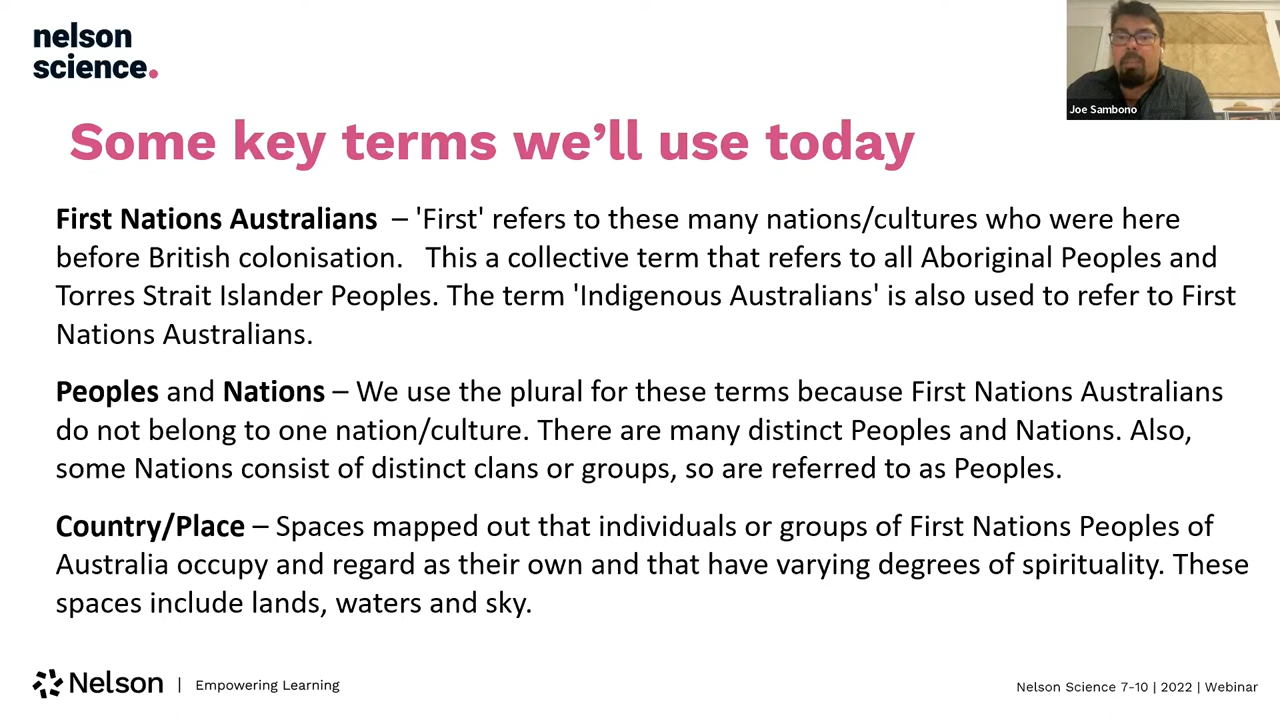 nelson
science.
Joe Sambono
Some key terms we'll use today
First Nations Australians – 'First' refers to these many nations/cultures who were here
before British colonisation. This a collective term that refers to all Aboriginal Peoples and
Torres Strait Islander Peoples. The term 'Indigenous Australians' is also used to refer to First
Nations Australians.
Peoples and Nations – We use the plural for these terms because First Nations Australians
do not belong to one nation/culture. There are many distinct Peoples and Nations. Also,
some Nations consist of distinct clans or groups, so are referred to as Peoples.
Country/Place – Spaces mapped out that individuals or groups of First Nations Peoples of
Australia occupy and regard as their own and that have varying degrees of spirituality. These
spaces include lands, waters and sky.
Nelson | Empowering Learning
Nelson Science 7-10 | 2022 | Webinar